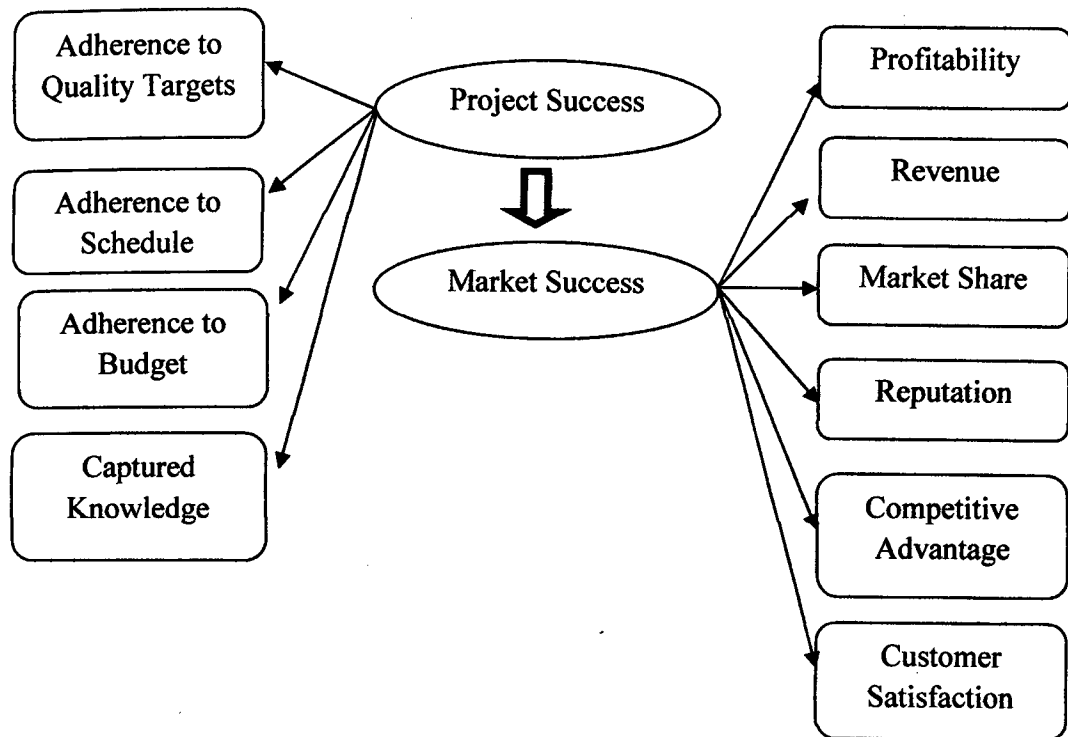 Adherence to
Quality Targets
Adherence to
Schedule
Adherence to
Budget
Captured
Knowledge
Project Success
Market Success
Profitability
Revenue
Market Share
Reputation
Competitive
Advantage
Customer
Satisfaction